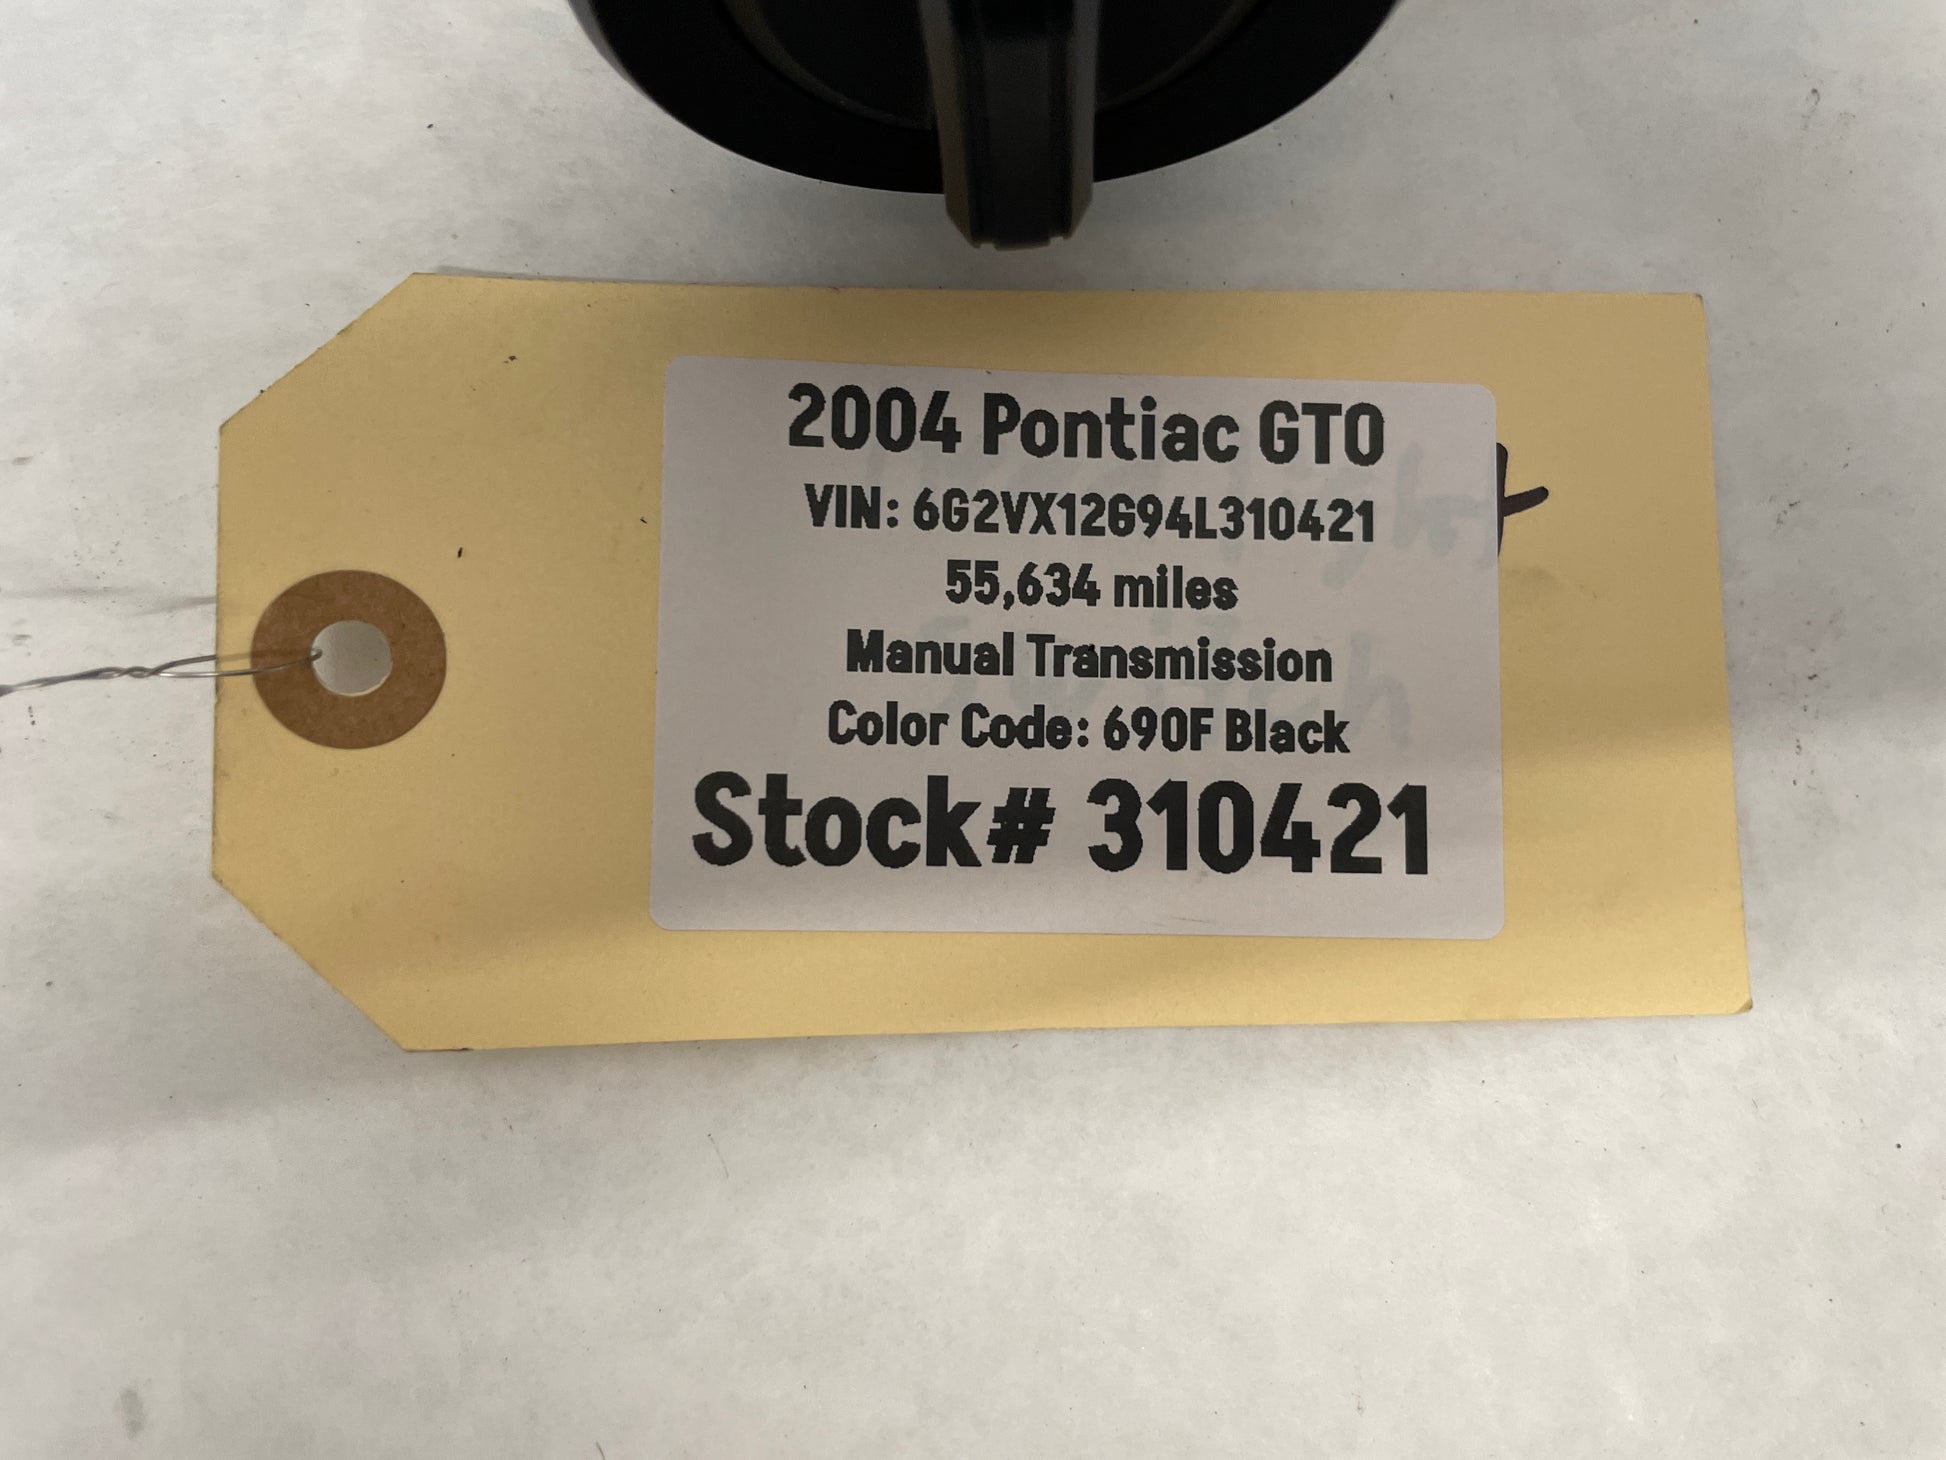 2004 Pontiac GTO
VIN: 6G2VX12G94L310421
55,634 miles
Manual Transmission
Color Code: 690F Black
Stock# 310421